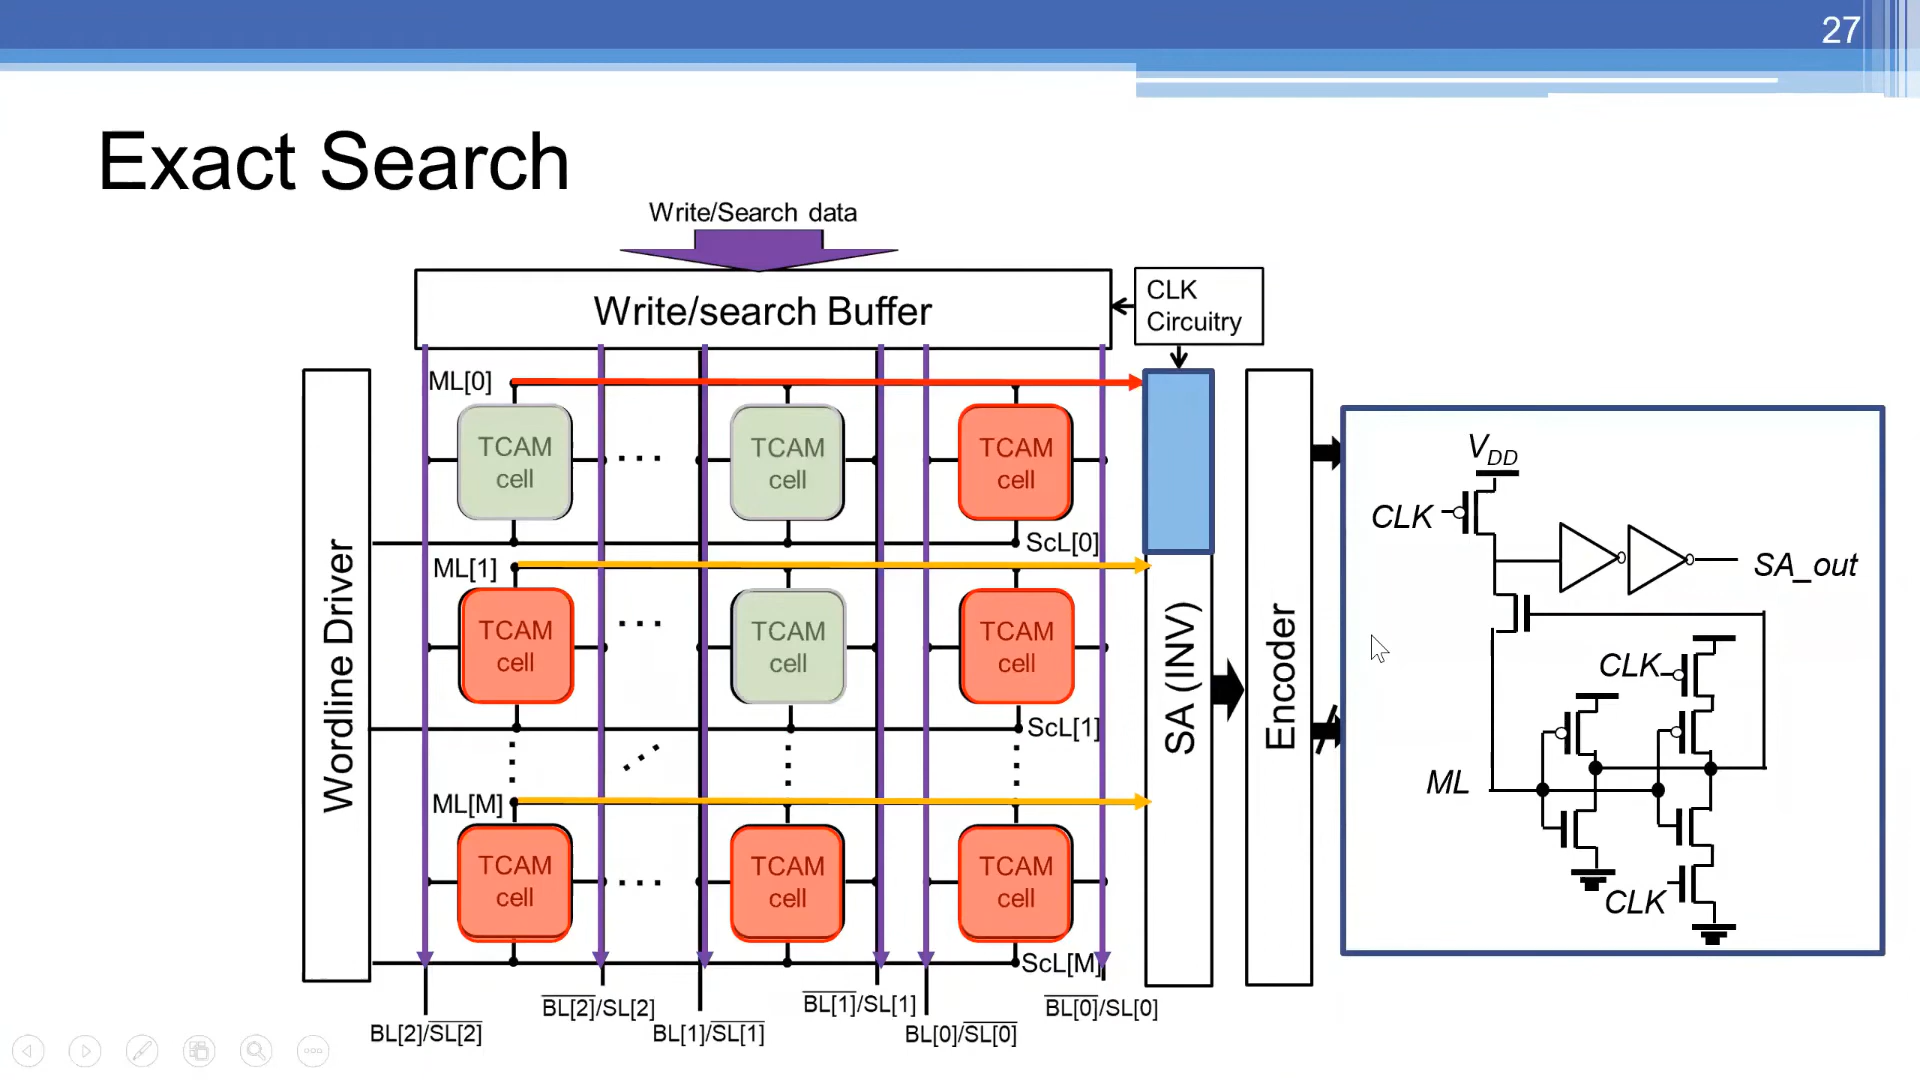 27
Exact Search
Write/Search data
Write/search Buffer
CLK
Circuitry
Wordline Driver
ML[0]
TCAM
cell
TCAM
cell
TCAM
cell
ScL[0]
ML[1]
TCAM
cell
TCAM
cell
TCAM
cell
ScL[1]
ML[M]
TCAM
cell
TCAM
cell
TCAM
cell
ScL[M]
BL[2]/SL[2]
BL[2]/SL[2]
BL[1]/SL[1]
BL[1]/SL[1]
BL[0]/SL[0]
BL[0]/SL[0]
SA (INV)
Encoder
VDD
CLK
SA_out
CLK
ML
CLK